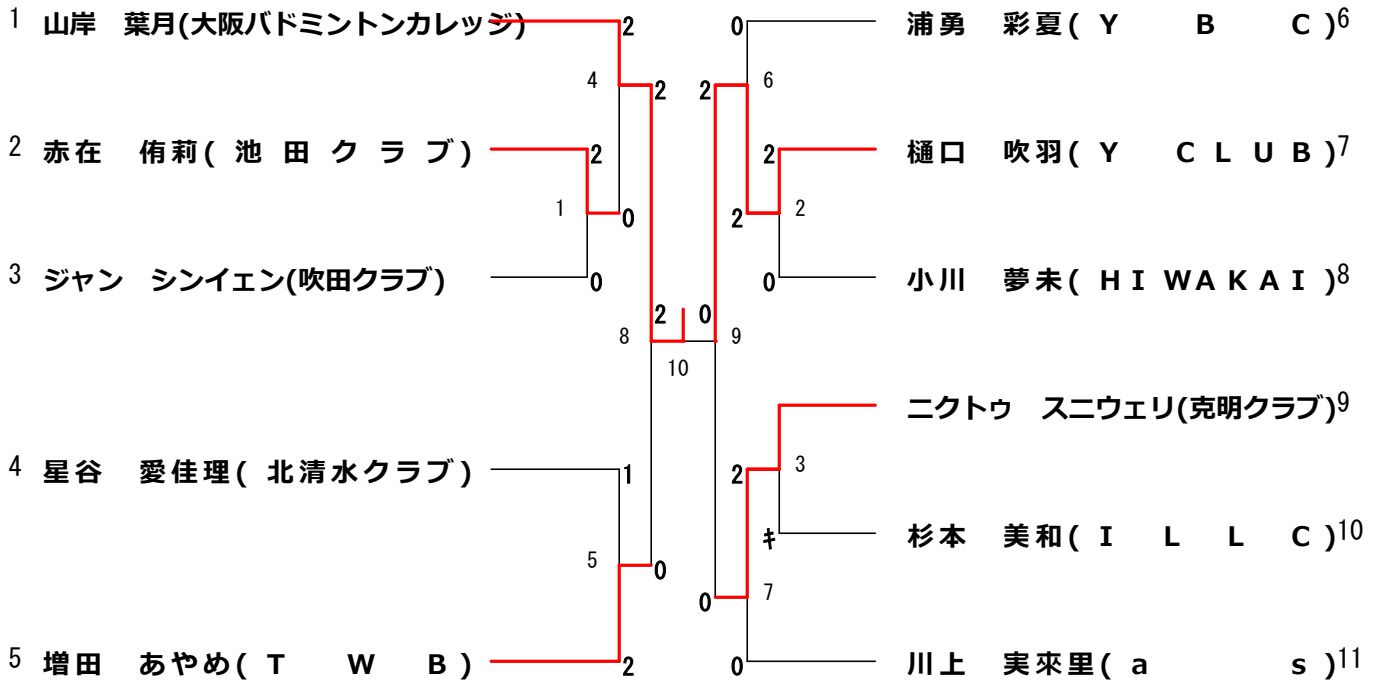 1 山岸 葉月(大阪バドミントンカレッジ) 2 0 浦勇 彩夏( Y B C )6
4 2 2 6
2 赤在 侑莉( 池 田 ク ラ ブ ) 2 2 樋口 吹羽( Y C L U B )7
1 0 2 2
3 ジャン シンイェン(吹田クラブ) 0 0 小川 夢未( H I WA K A I )8
8 2 0 9
10
ニクトゥ スニウェリ(克明クラブ)9
4 星谷 愛佳理( 北清水クラブ ) 1 2 3
キ 杉本 美和( I L L C )10
5 0 0 7
5 増田 あやめ( T W B ) 2 0 川上 実來里( a s )11